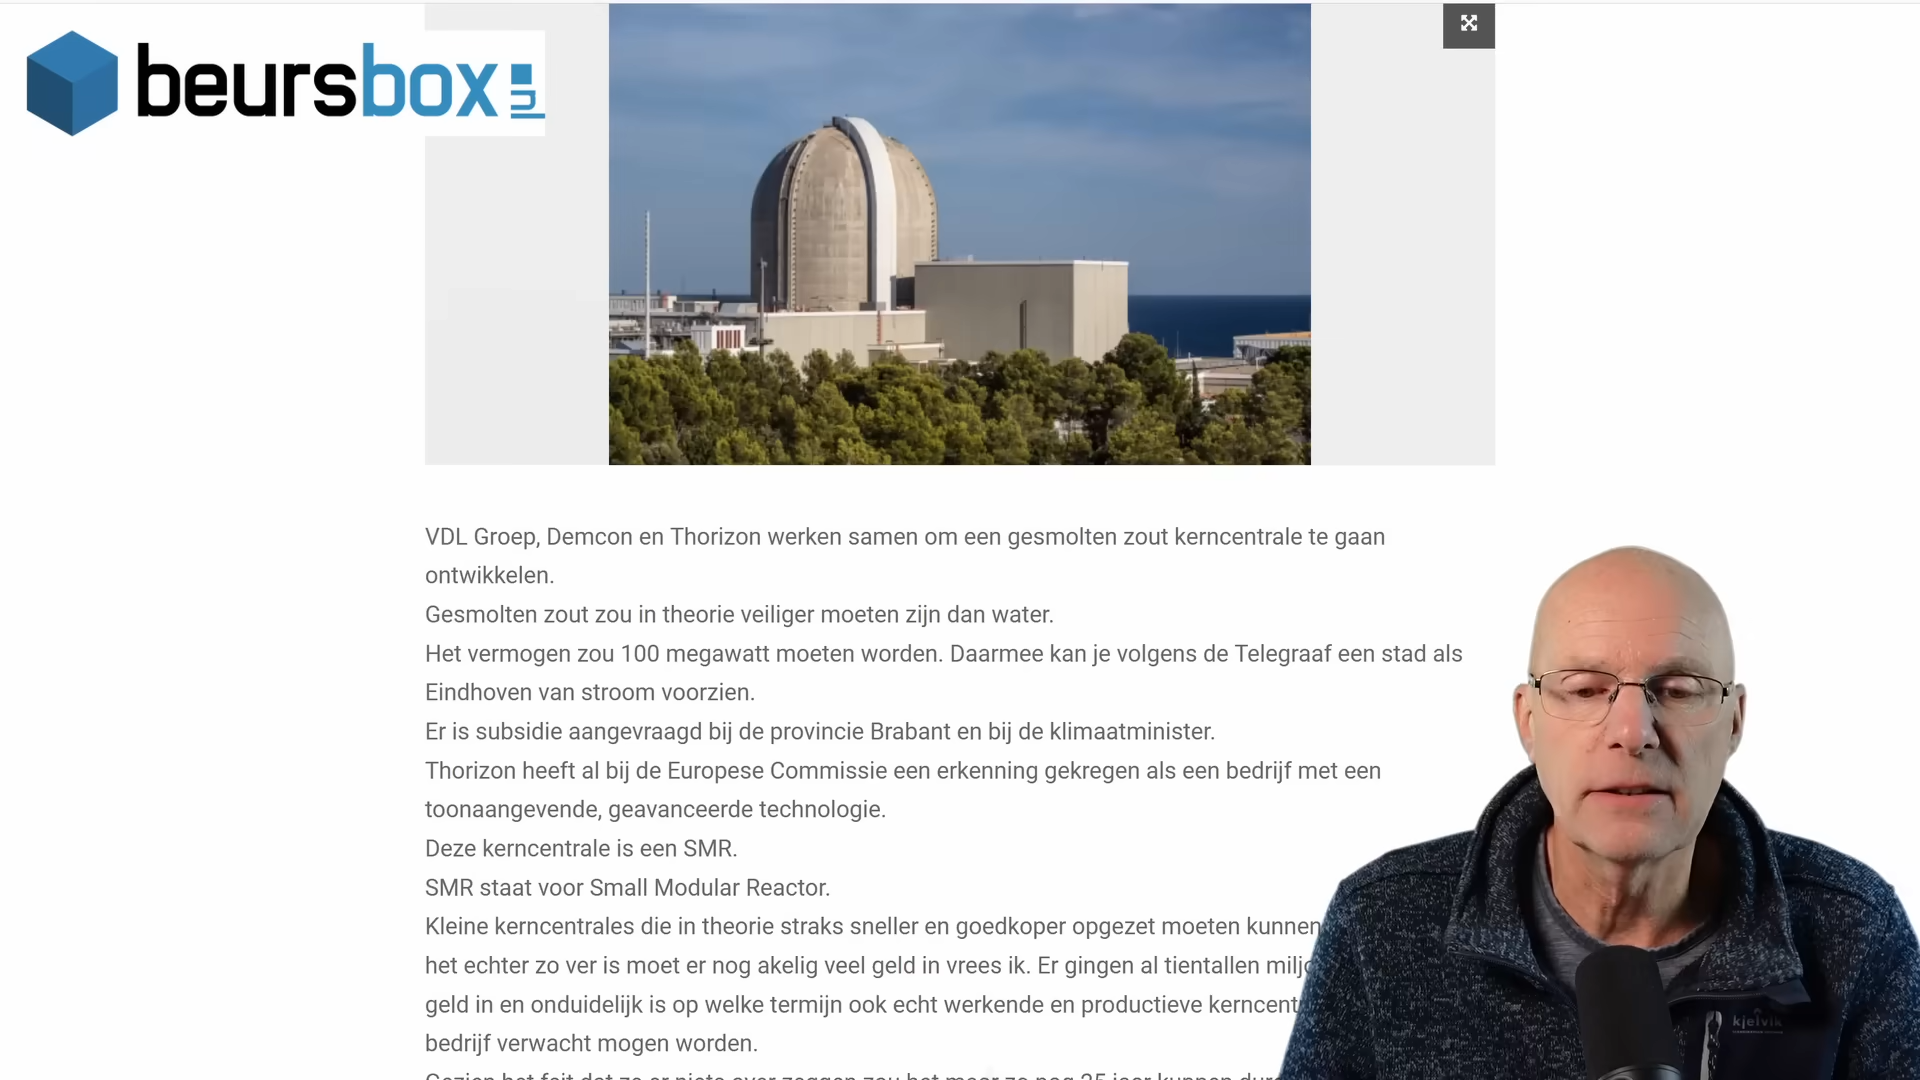 beursbox.nl
VDL Groep, Demcon en Thorizon werken samen om een gesmolten zout kerncentrale te gaan
ontwikkelen.
Gesmolten zout zou in theorie veiliger moeten zijn dan water.
Het vermogen zou 100 megawatt moeten worden. Daarmee kan je volgens de Telegraaf een stad als
Eindhoven van stroom voorzien.
Er is subsidie aangevraagd bij de provincie Brabant en bij de klimaatminister.
Thorizon heeft al bij de Europese Commissie een erkenning gekregen als een bedrijf met een
toonaangevende, geavanceerde technologie.
Deze kerncentrale is een SMR.
SMR staat voor Small Modular Reactor.
Kleine kerncentrales die in theorie straks sneller en goedkoper opgezet moeten kunnen
het echter zo ver is moet er nog akelig veel geld in vrees ik. Er gingen al tientallen
geld in en onduidelijk is op welke termijn ook echt werkende en productieve
bedrijf verwacht mogen worden.
kjelvik